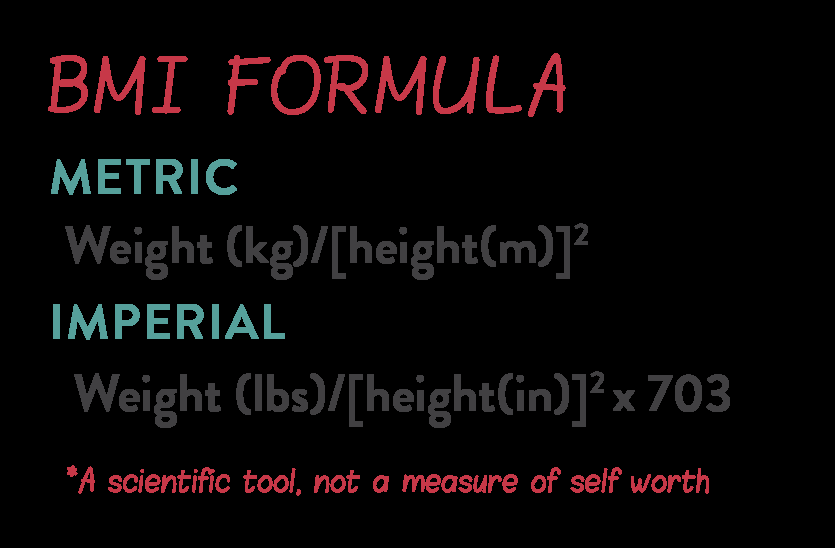 BMI FORMULA
METRIC
Weight (kg)/[height(m)]²
IMPERIAL
Weight (lbs)/[height(in)]² x 703
*A scientific tool, not a measure of self worth